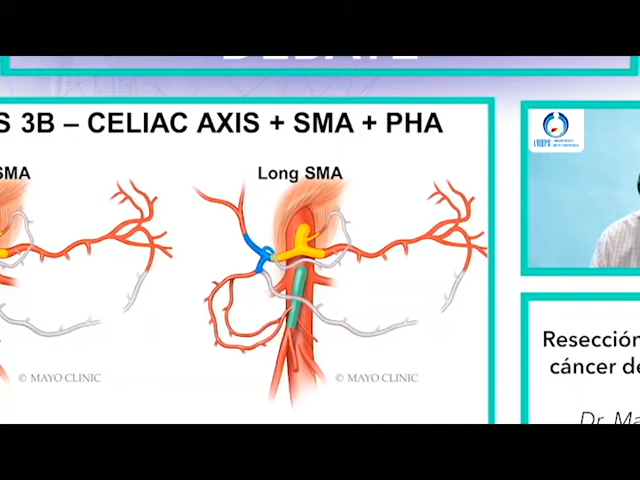 DEBATE
S 3B – CELIAC AXIS + SMA + PHA
SMA
Long SMA
© MAYO CLINIC
© MAYO CLINIC
Resección
cáncer de
Dr. Ma